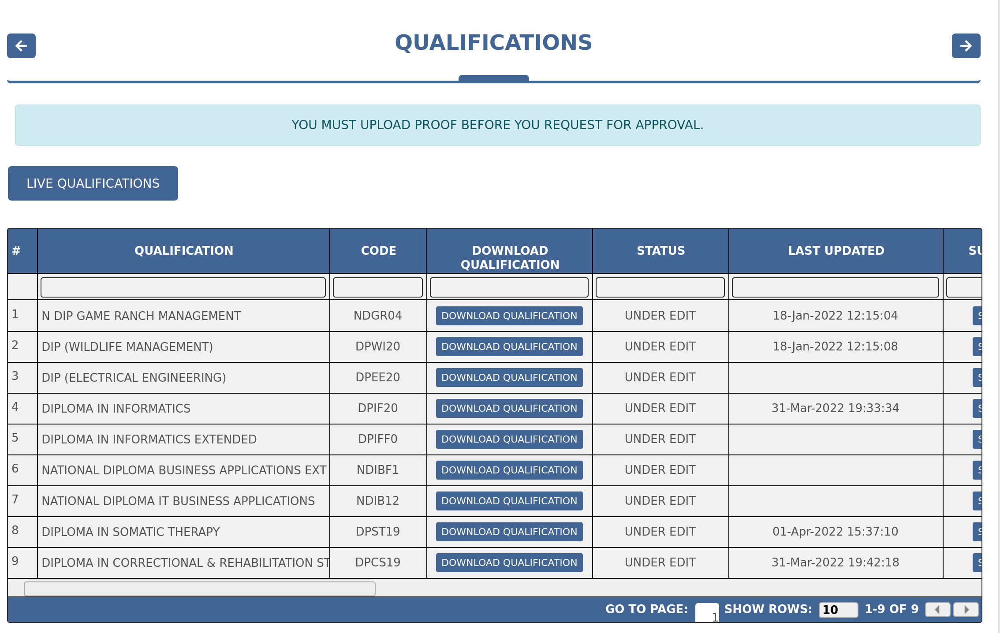 QUALIFICATIONS
YOU MUST UPLOAD PROOF BEFORE YOU REQUEST FOR APPROVAL.
LIVE QUALIFICATIONS
# QUALIFICATION CODE DOWNLOAD QUALIFICATION STATUS LAST UPDATED
1 N DIP GAME RANCH MANAGEMENT NDGR04 DOWNLOAD QUALIFICATION UNDER EDIT 18-Jan-2022 12:15:04
2 DIP (WILDLIFE MANAGEMENT) DPWI20 DOWNLOAD QUALIFICATION UNDER EDIT 18-Jan-2022 12:15:08
3 DIP (ELECTRICAL ENGINEERING) DPEE20 DOWNLOAD QUALIFICATION UNDER EDIT
4 DIPLOMA IN INFORMATICS DPIF20 DOWNLOAD QUALIFICATION UNDER EDIT 31-Mar-2022 19:33:34
5 DIPLOMA IN INFORMATICS EXTENDED DPIFF0 DOWNLOAD QUALIFICATION UNDER EDIT
6 NATIONAL DIPLOMA BUSINESS APPLICATIONS EXT NDIBF1 DOWNLOAD QUALIFICATION UNDER EDIT
7 NATIONAL DIPLOMA IT BUSINESS APPLICATIONS NDIB12 DOWNLOAD QUALIFICATION UNDER EDIT
8 DIPLOMA IN SOMATIC THERAPY DPST19 DOWNLOAD QUALIFICATION UNDER EDIT 01-Apr-2022 15:37:10
9 DIPLOMA IN CORRECTIONAL & REHABILITATION ST DPCS19 DOWNLOAD QUALIFICATION UNDER EDIT 31-Mar-2022 19:42:18
GO TO PAGE: 1 SHOW ROWS: 10 1-9 OF 9